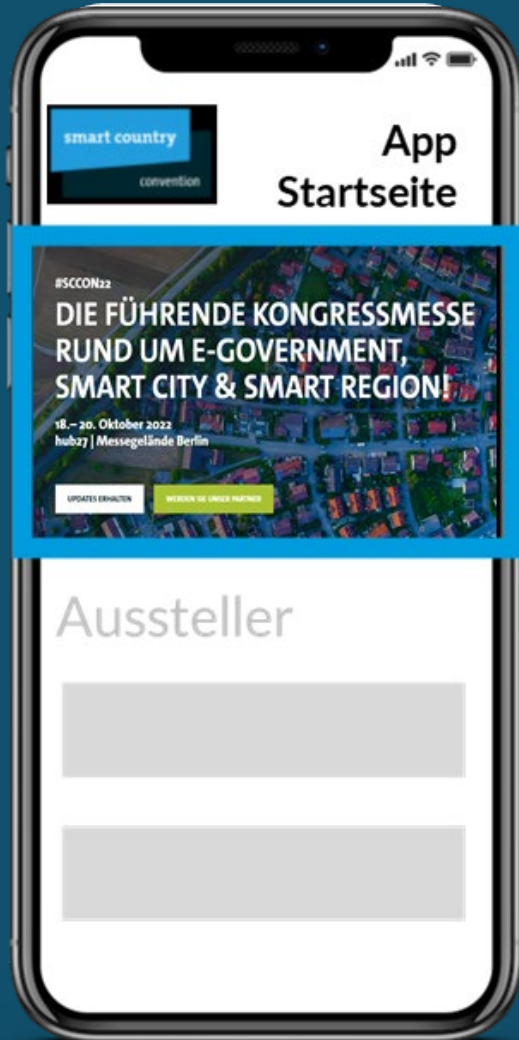 smart country
convention
App
Startseite
#SCCON22
DIE FÜHRENDE KONGRESSMESSE
RUND UM E-GOVERNMENT,
SMART CITY & SMART REGION!
18.– 20. Oktober 2022
hub27 | Messegelände Berlin
UPDATES ERHALTEN
WERDEN SIE UNSER PARTNER
Aussteller